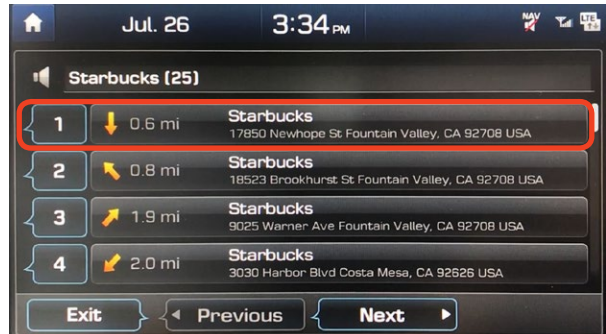 Jul. 26
3:34 PM
NAV
LTE
Starbucks (25)
1
0.6 mi
Starbucks
17850 Newhope St Fountain Valley, CA 92708 USA
2
0.8 mi
Starbucks
18523 Brookhurst St Fountain Valley, CA 92708 USA
3
1.9 mi
Starbucks
9025 Warner Ave Fountain Valley, CA 92708 USA
4
2.0 mi
Starbucks
3030 Harbor Blvd Costa Mesa, CA 92626 USA
Exit
Previous
Next